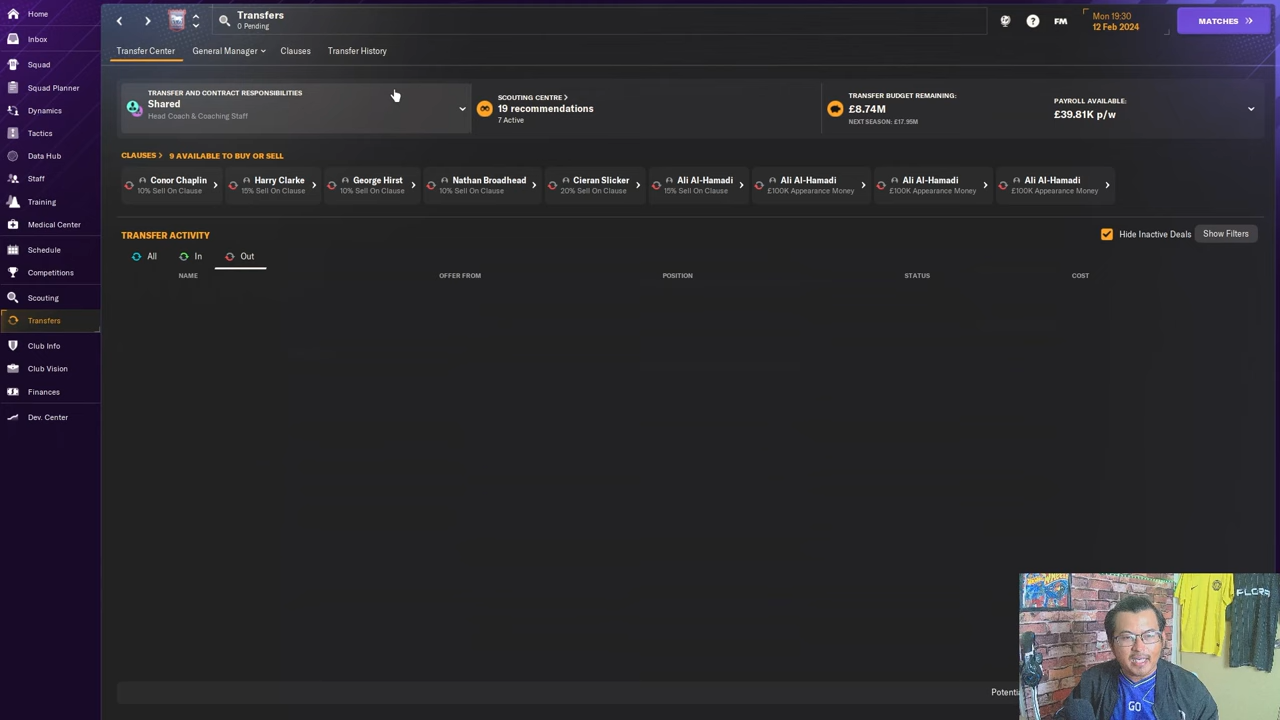 Home
Inbox
Squad
Squad Planner
Dynamics
Tactics
Data Hub
Staff
Training
Medical Center
Schedule
Competitions
Scouting
Transfers
Club Info
Club Vision
Finances
Dev. Center
Transfers
0 Pending
FM
Mon 19:30
12 Feb 2024
MATCHES
Transfer Center
General Manager
Clauses
Transfer History
TRANSFER AND CONTRACT RESPONSIBILITIES
Shared
Head Coach & Coaching Staff
SCOUTING CENTRE
19 recommendations
7 Active
TRANSFER BUDGET REMAINING:
£8.74M
NEXT SEASON: £17.95M
PAYROLL AVAILABLE:
£39.81K p/w
CLAUSES 9 AVAILABLE TO BUY OR SELL
Conor Chaplin
10% Sell On Clause
Harry Clarke
15% Sell On Clause
George Hirst
10% Sell On Clause
Nathan Broadhead
10% Sell On Clause
Cieran Slicker
20% Sell On Clause
Ali Al-Hamadi
15% Sell On Clause
Ali Al-Hamadi
£100K Appearance Money
Ali Al-Hamadi
£100K Appearance Money
Ali Al-Hamadi
£100K Appearance Money
TRANSFER ACTIVITY
Hide Inactive Deals
Show Filters
All
In
Out
NAME
OFFER FROM
POSITION
STATUS
COST
FLORA
GO